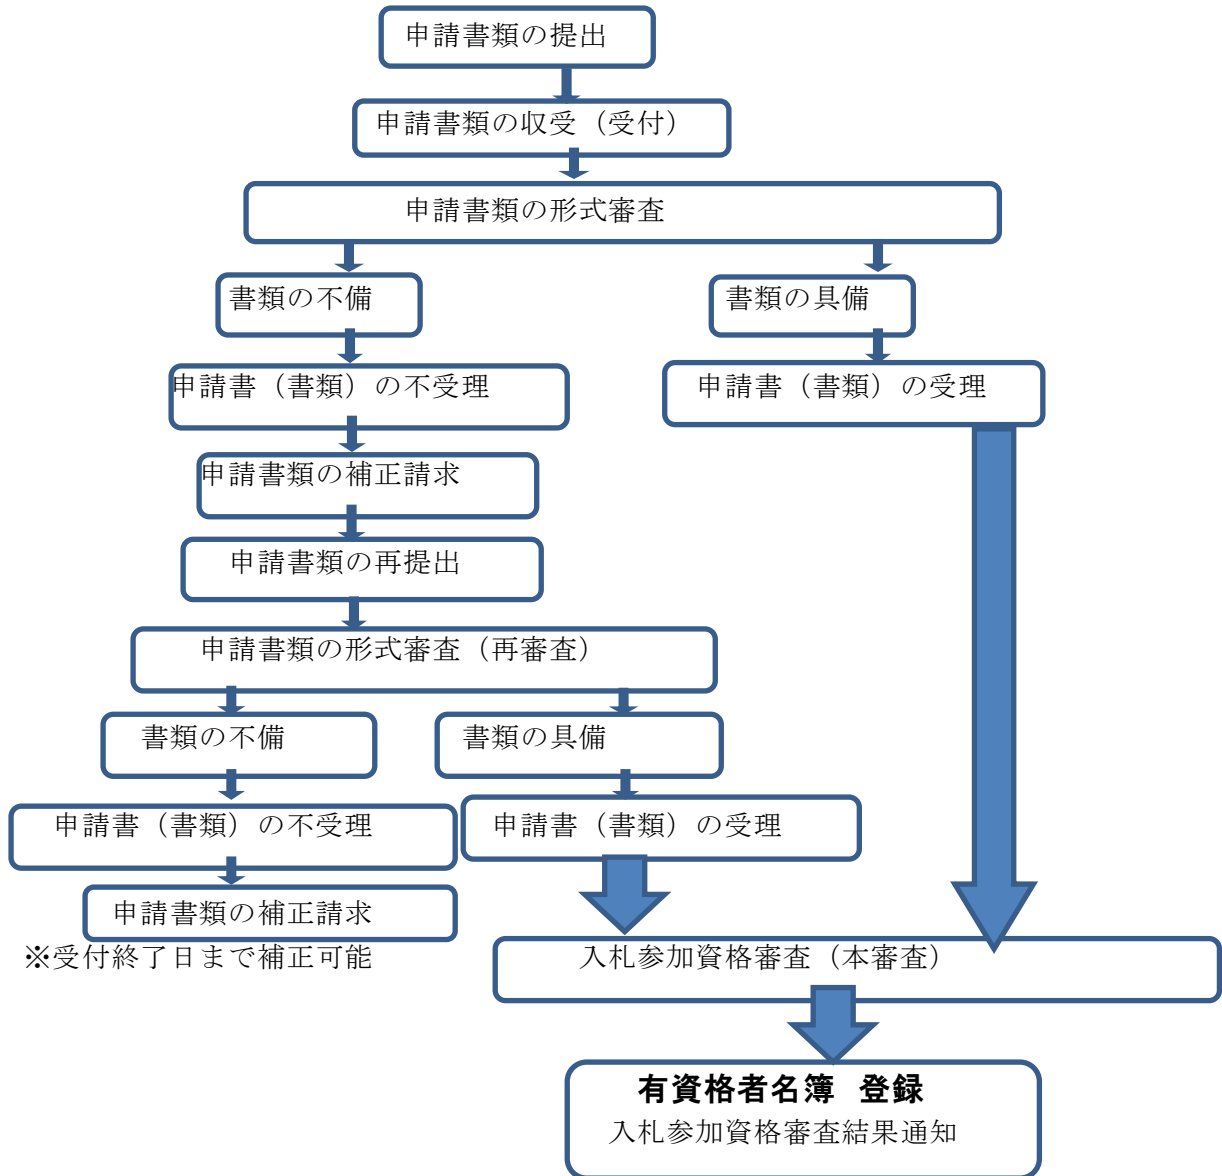 申請書類の提出
申請書類の収受（受付）
申請書類の形式審査
書類の不備
書類の具備
申請書（書類）の不受理
申請書（書類）の受理
申請書類の補正請求
申請書類の再提出
申請書類の形式審査（再審査）
書類の不備
書類の具備
申請書（書類）の不受理
申請書（書類）の受理
申請書類の補正請求
※受付終了日まで補正可能
入札参加資格審査（本審査）
有資格者名簿　登録
入札参加資格審査結果通知